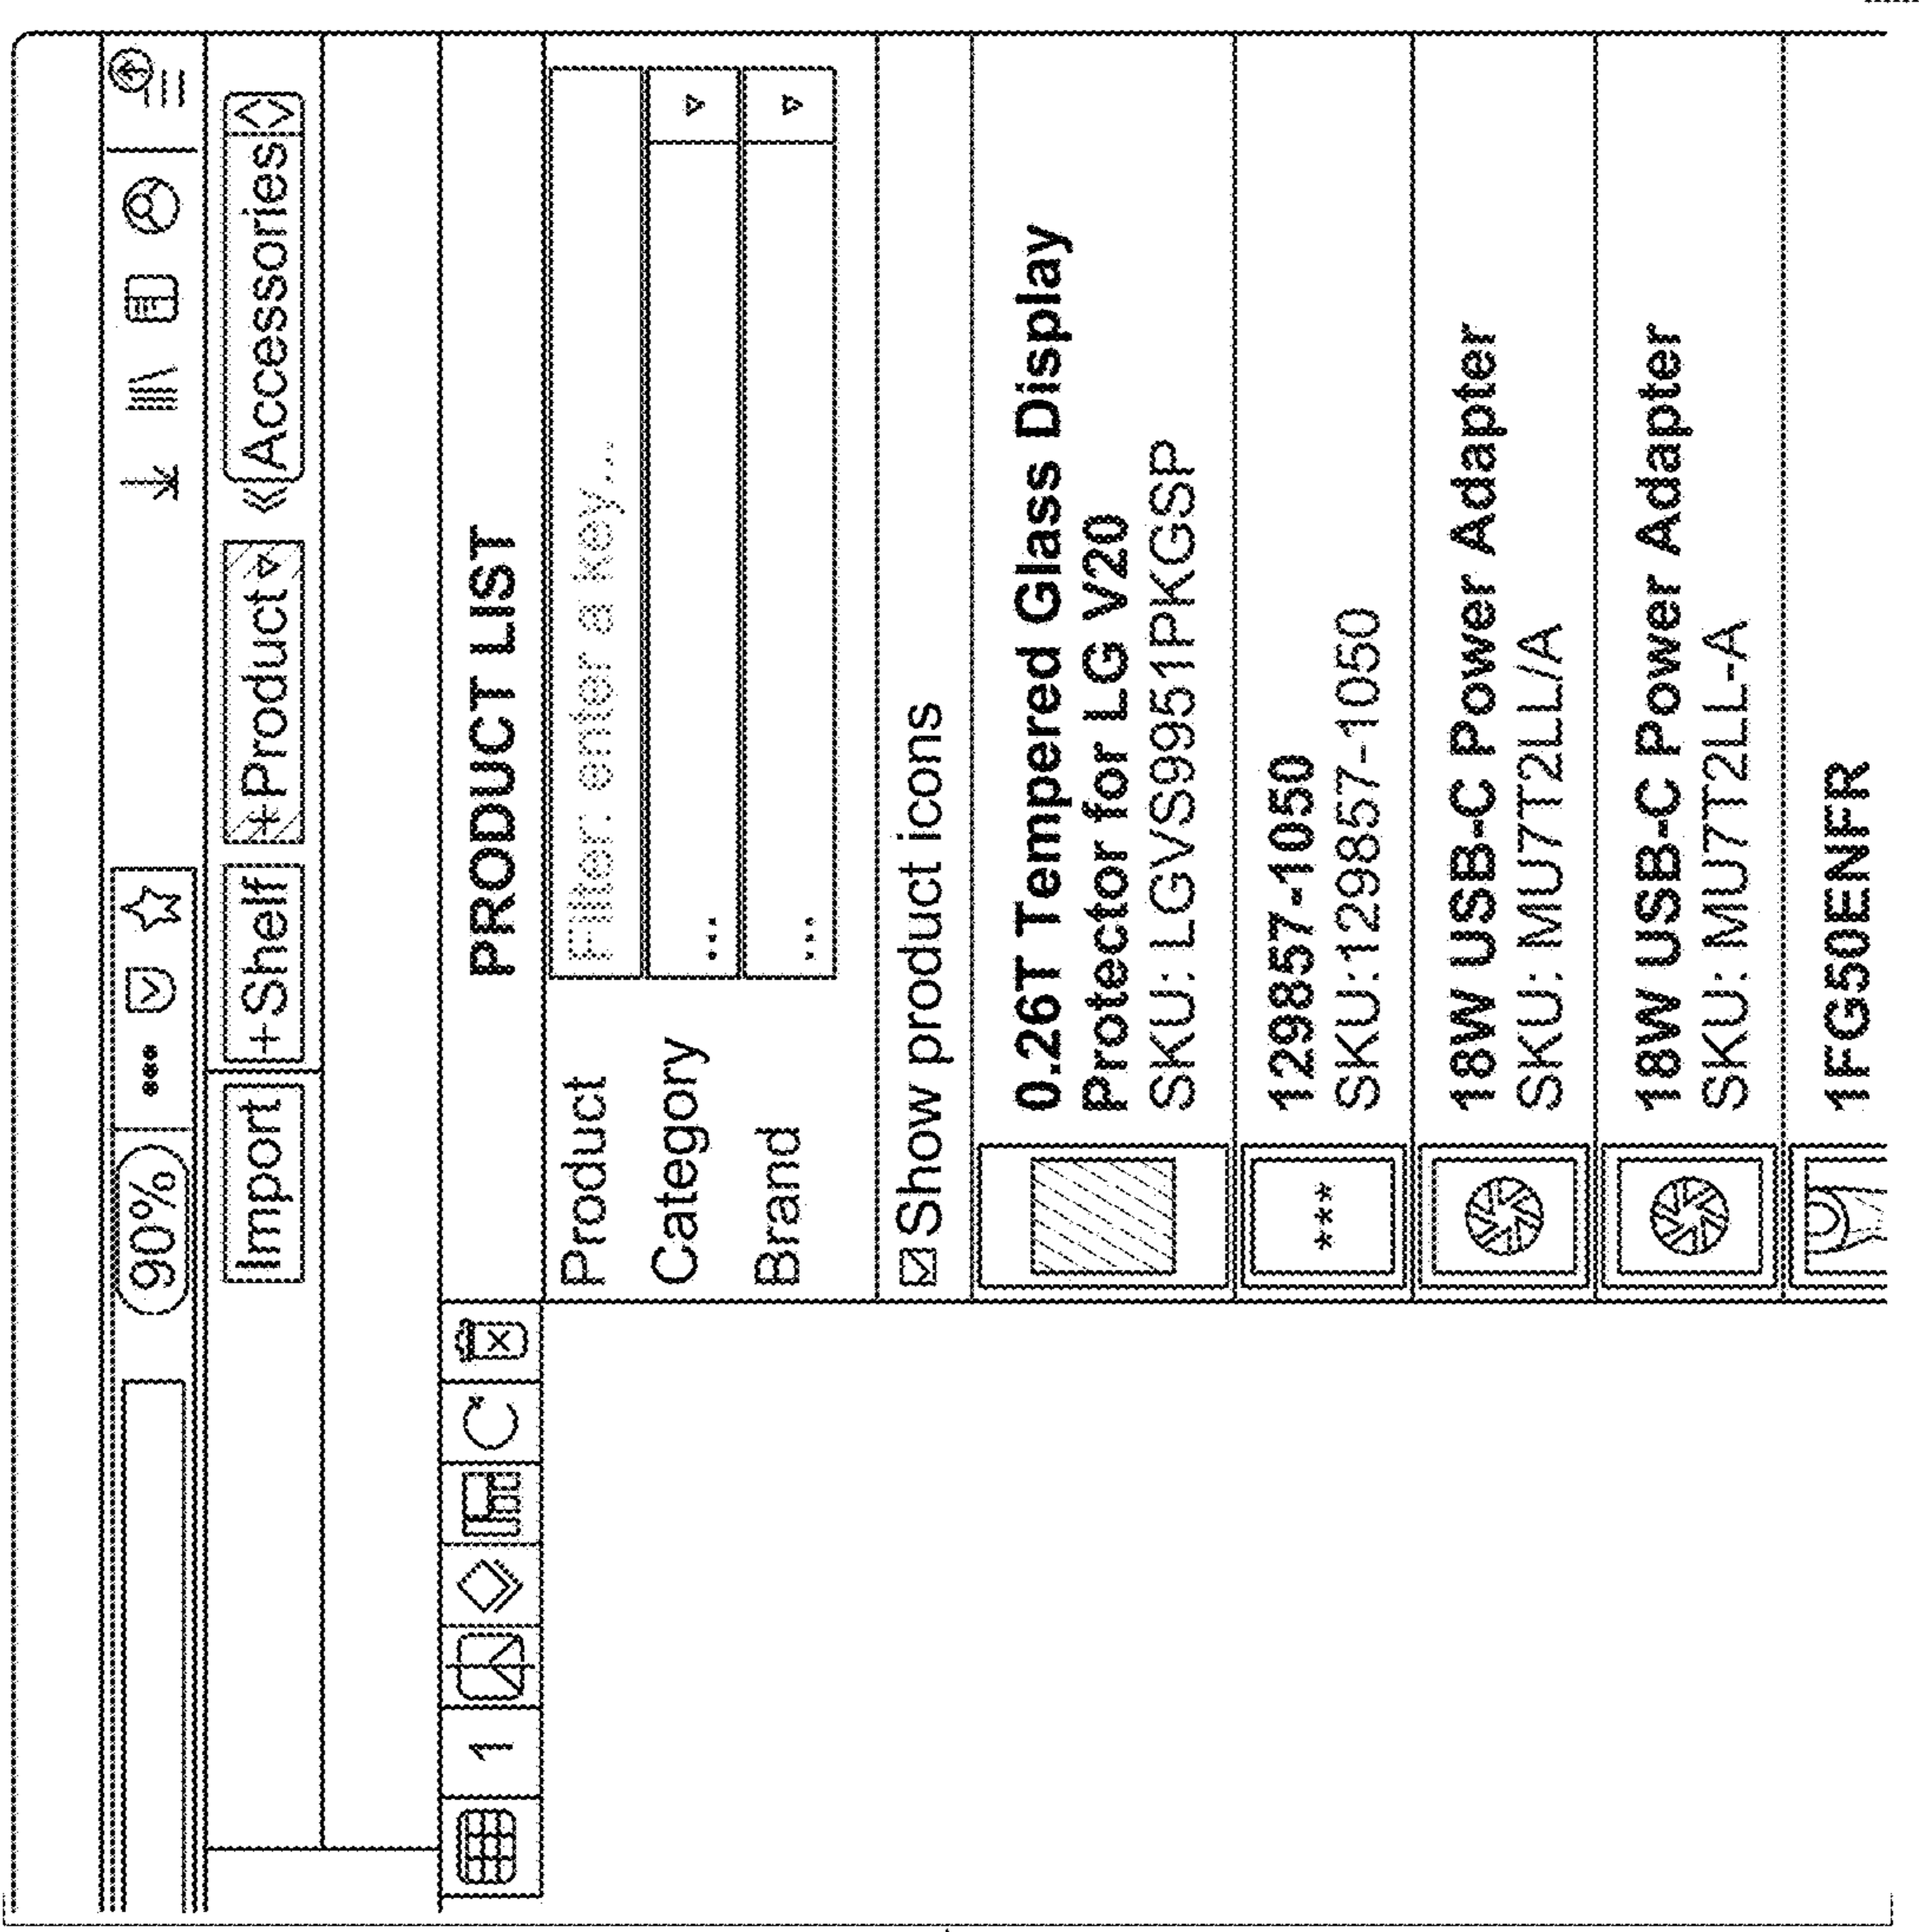 90%
Import
+Shelf
+Product
Accessories
1
PRODUCT LIST
Product
Filter: enter a key...
Category
...
Brand
...
Show product icons
0.26T Tempered Glass Display
Protector for LG V20
SKU: LGVS9951PKGSP
***
129857-1050
SKU:129857-1050
18W USB-C Power Adapter
SKU: MU7T2LL/A
18W USB-C Power Adapter
SKU: MU7T2LL-A
1FG50ENFR